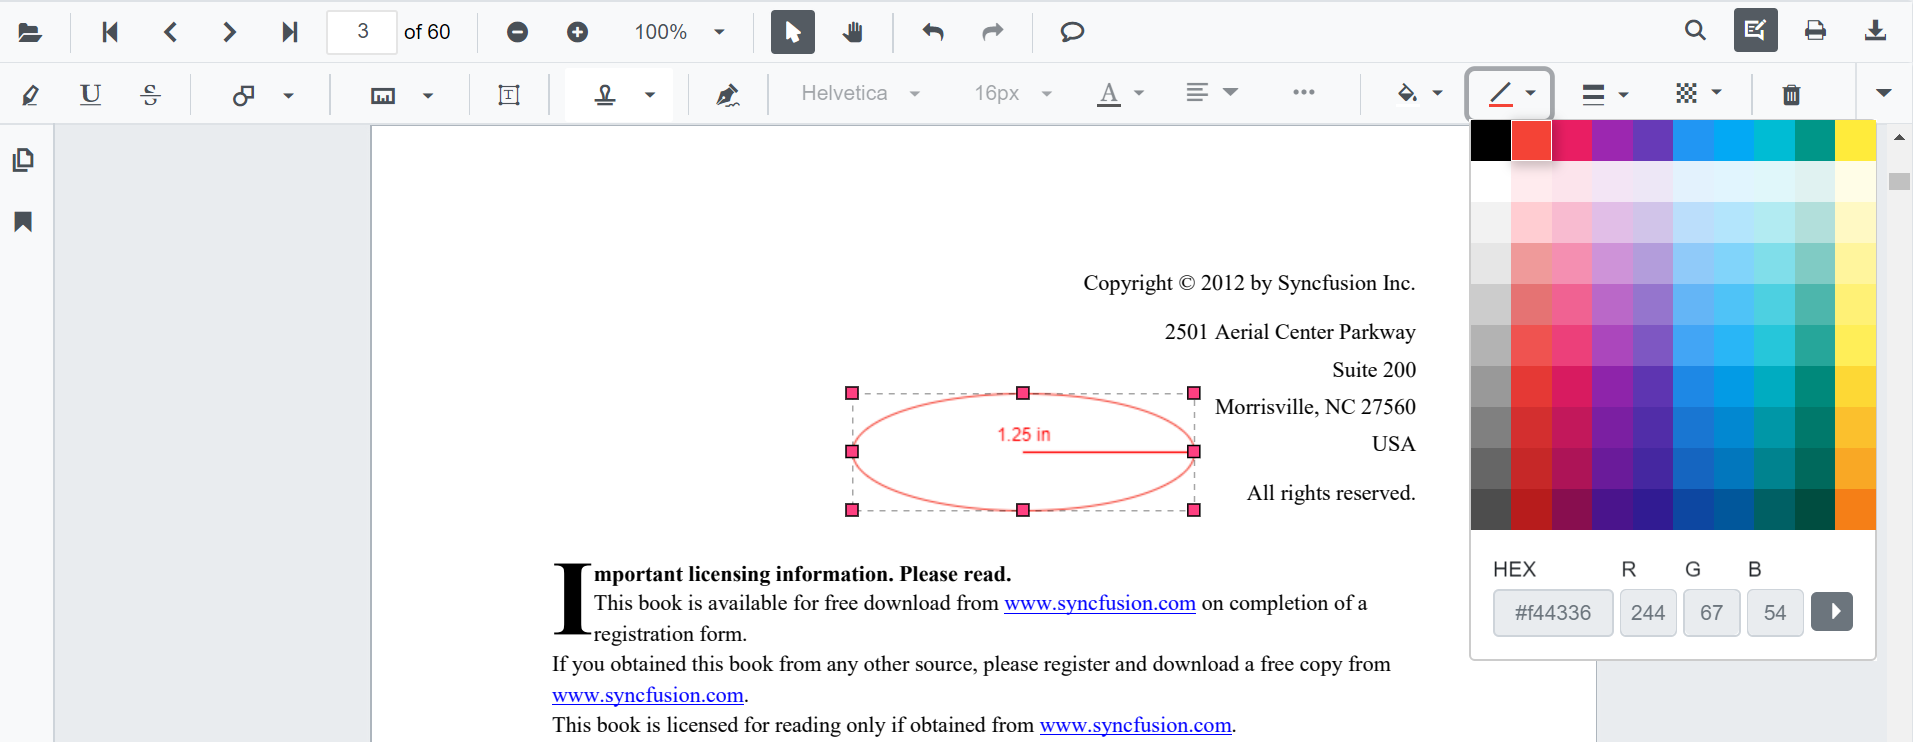 3 of 60 100%
Helvetica 16px A
Copyright © 2012 by Syncfusion Inc.
2501 Aerial Center Parkway
Suite 200
Morrisville, NC 27560
1.25 in
USA
All rights reserved.
Important licensing information. Please read.
This book is available for free download from www.syncfusion.com on completion of a
registration form.
If you obtained this book from any other source, please register and download a free copy from
www.syncfusion.com.
This book is licensed for reading only if obtained from www.syncfusion.com.
HEX R G B
#f44336 244 67 54